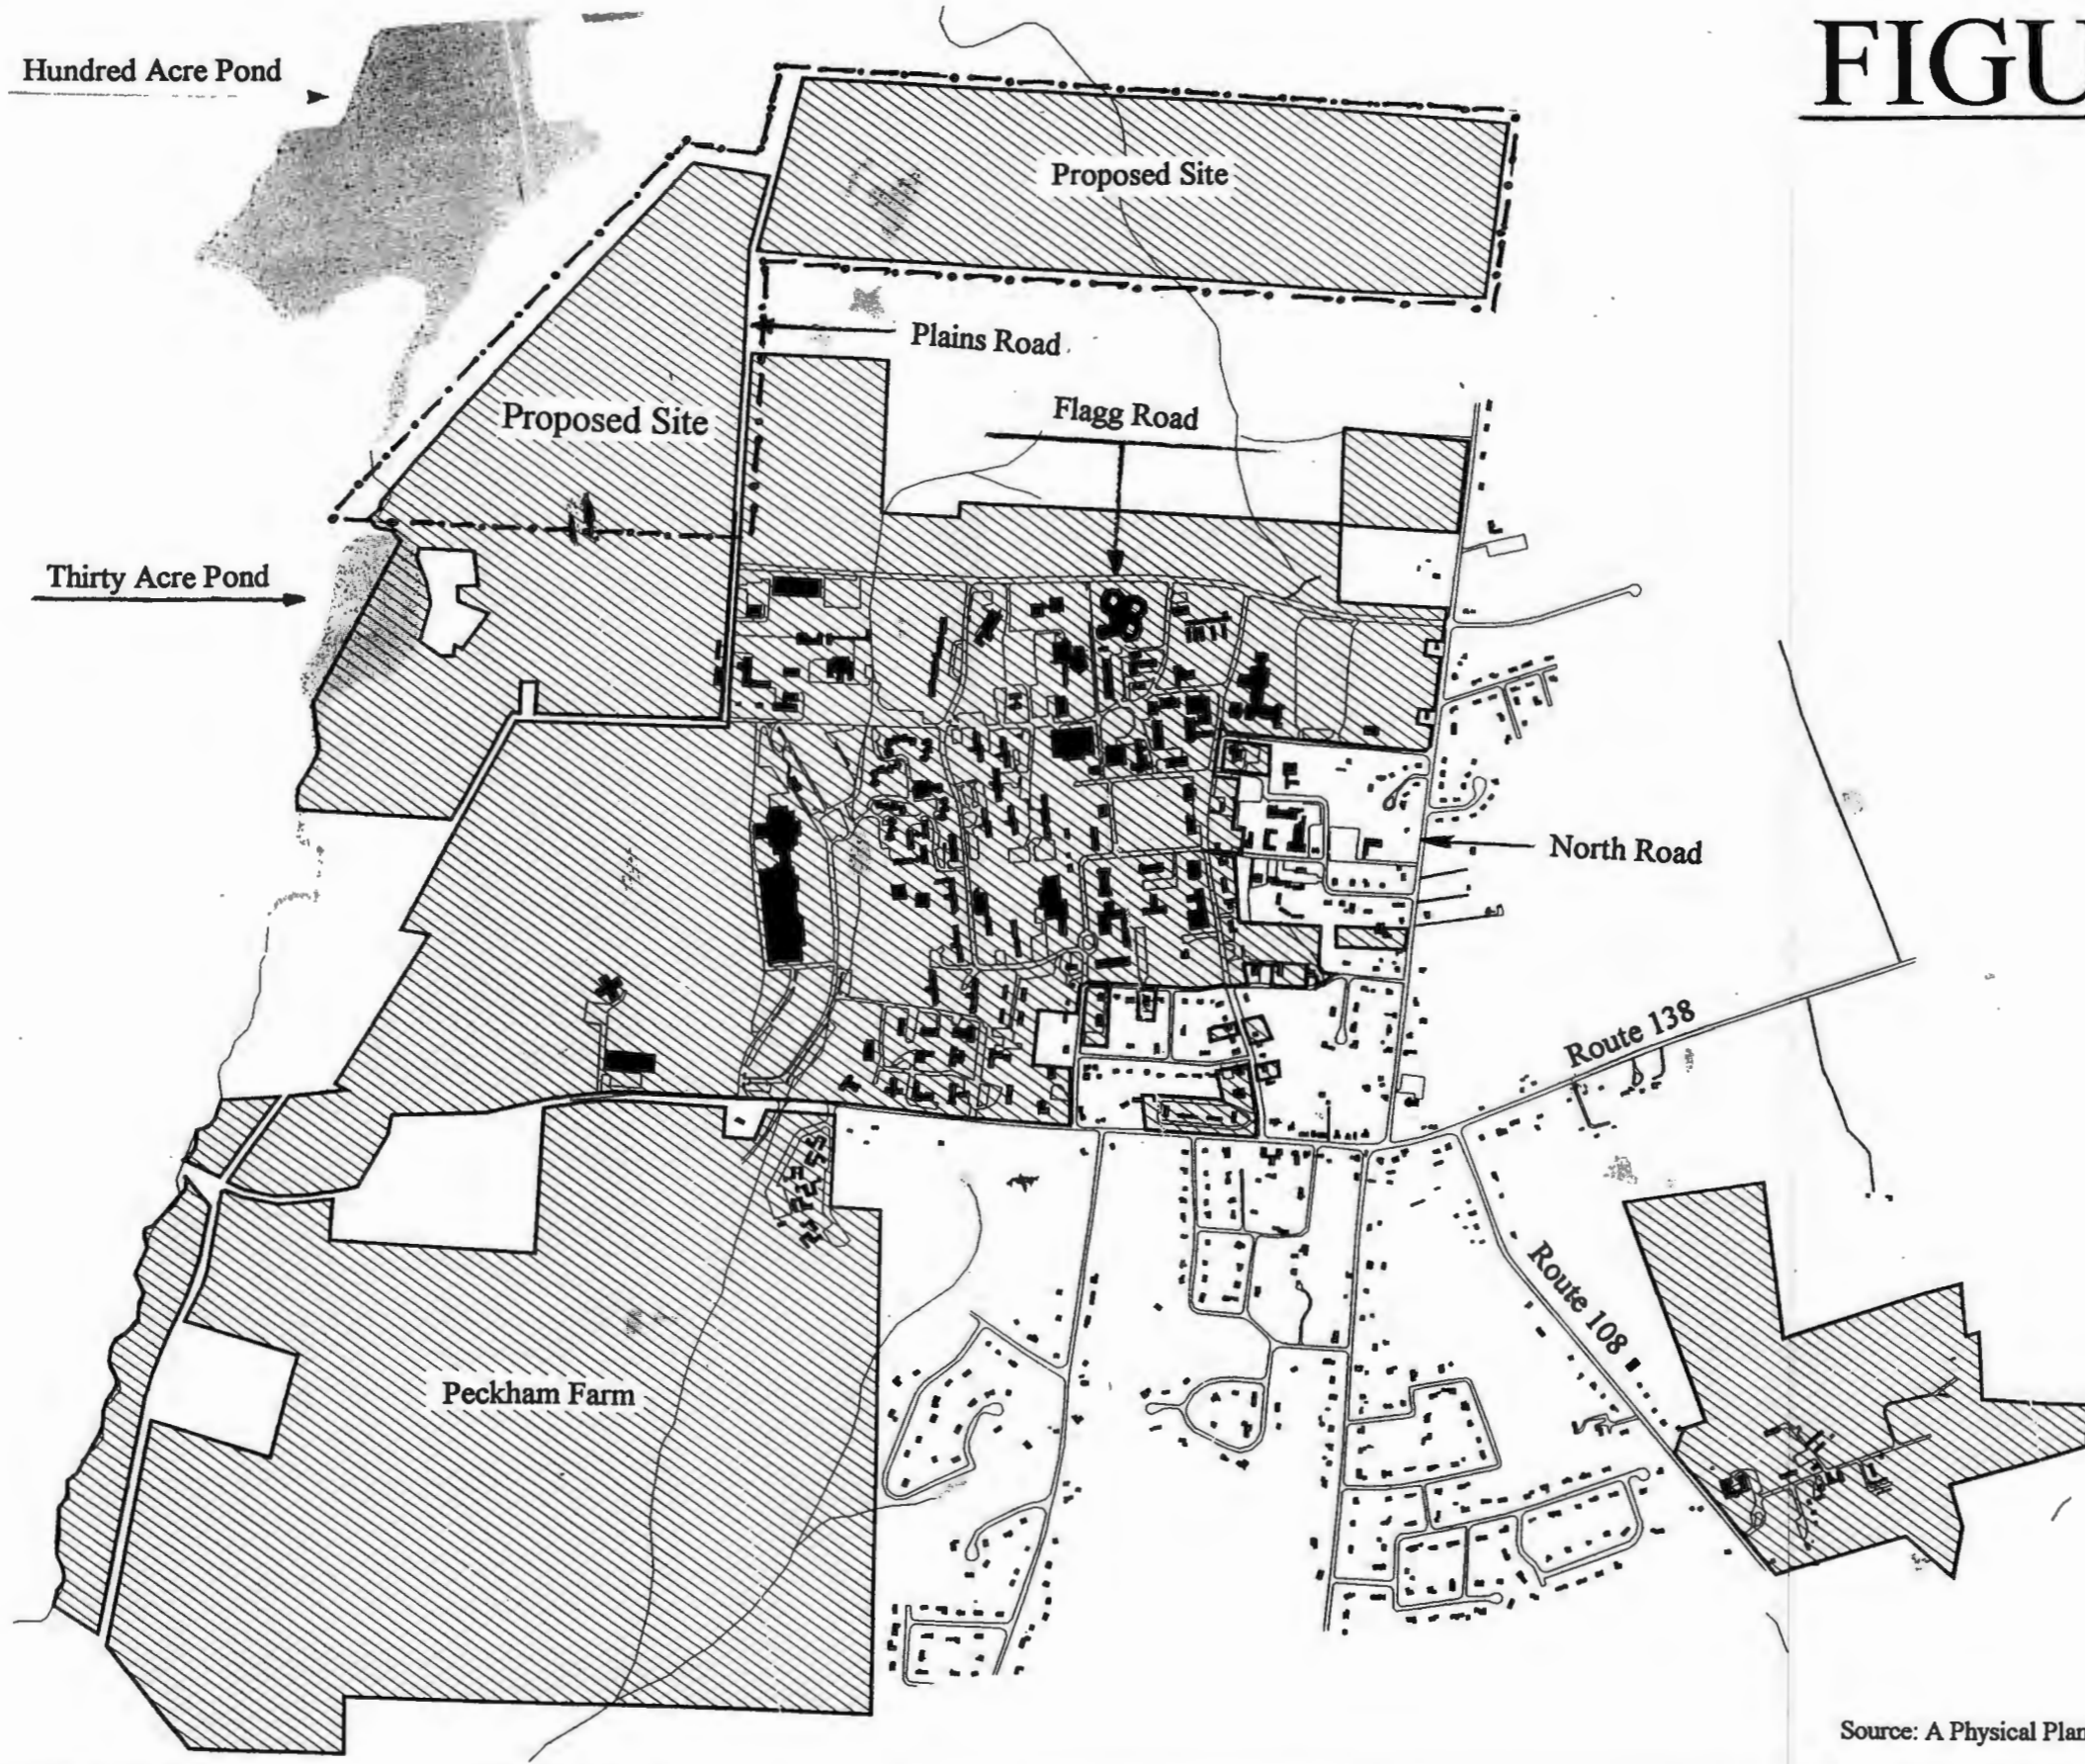 FIGU
Hundred Acre Pond
Proposed Site
Plains Road
Proposed Site
Flagg Road
Thirty Acre Pond
North Road
Route 138
Route 108
Peckham Farm
Source: A Physical Plan